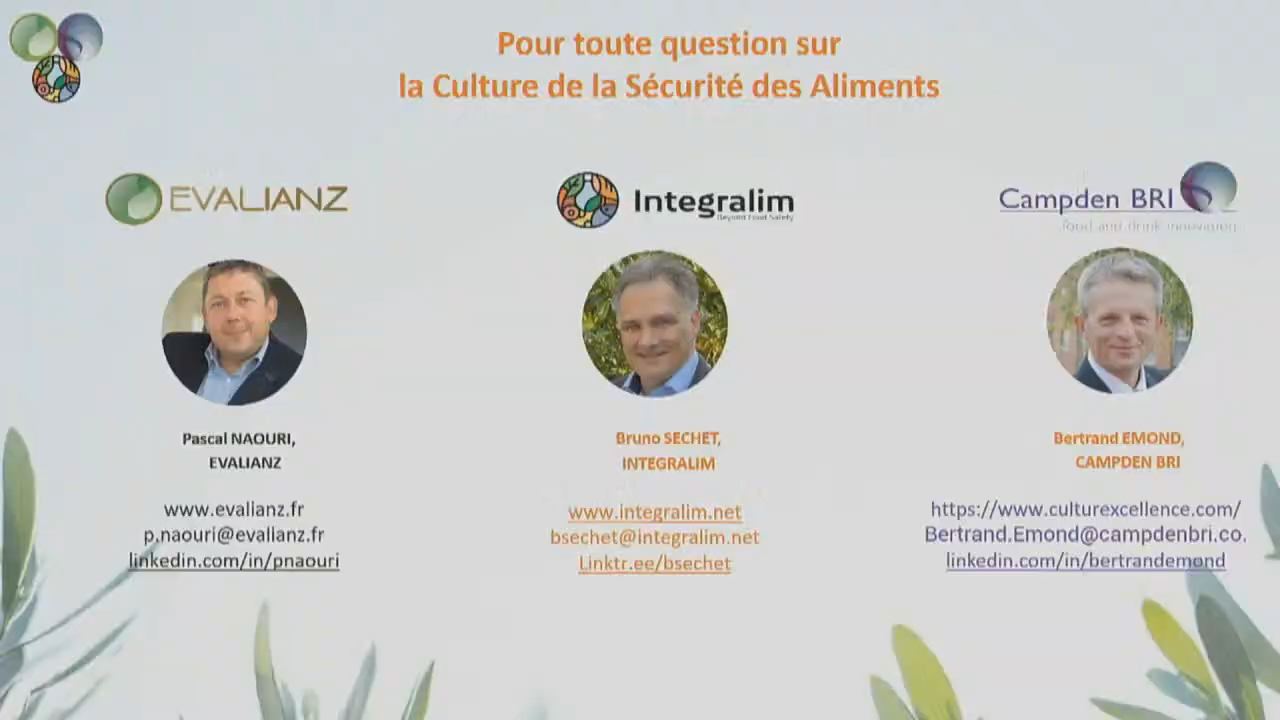 Pour toute question sur
la Culture de la Sécurité des Aliments
EVALIANZ
Integralim
Beyond Food Safety
Campden BRI
food and drink innovation
Pascal NAOURI,
EVALIANZ
www.evalianz.fr
p.naouri@evalianz.fr
linkedin.com/in/pnaouri
Bruno SECHET,
INTEGRALIM
www.integralim.net
bsechet@integralim.net
Linktr.ee/bsechet
Bertrand EMOND,
CAMPDEN BRI
https://www.culturexcellence.com/
Bertrand.Emond@campdenbri.co.
linkedin.com/in/bertrandemond